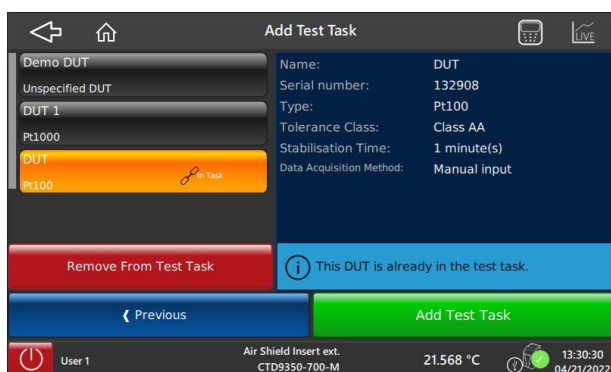 Add Test Task
LIVE
Demo DUT
Unspecified DUT
DUT 1
Pt1000
DUT
Pt100
In Task
Name: DUT
Serial number: 132908
Type: Pt100
Tolerance Class: Class AA
Stabilisation Time: 1 minute(s)
Data Acquisition Method: Manual input
Remove From Test Task
i This DUT is already in the test task.
❬ Previous
Add Test Task
User 1
Air Shield Insert ext.
CTD9350-700-M
21.568 °C
?
13:30:30
04/21/2022